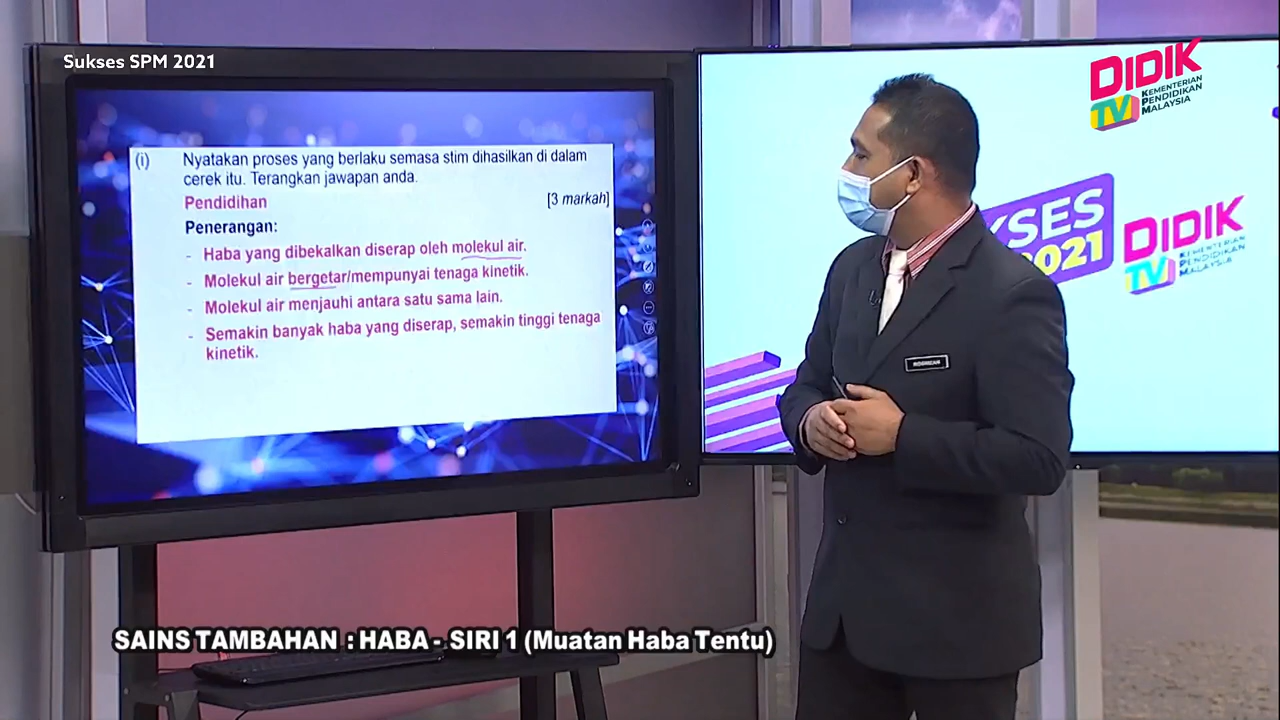 Sukses SPM 2021
(i) Nyatakan proses yang berlaku semasa stim dihasilkan di dalam
cerek itu. Terangkan jawapan anda.
[3 markah]
Pendidihan
Penerangan:
- Haba yang dibekalkan diserap oleh molekul air.
- Molekul air bergetar/mempunyai tenaga kinetik.
- Molekul air menjauhi antara satu sama lain.
- Semakin banyak haba yang diserap, semakin tinggi tenaga
kinetik.
DIDIK
TV
KEMENTERIAN
PENDIDIKAN
MALAYSIA
KSES
2021
DIDIK
TV
KEMENTERIAN
PENDIDIKAN
MALAYSIA
SAINS TAMBAHAN : HABA - SIRI 1 (Muatan Haba Tentu)